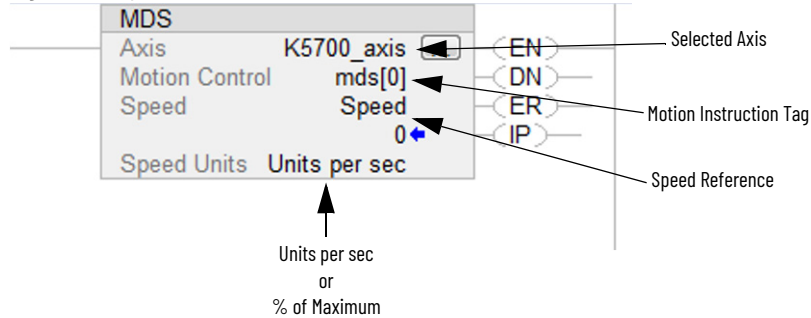 MDS
Axis K5700_axis EN Selected Axis
Motion Control mds[0] DN Motion Instruction Tag
Speed Speed ER
0 IP
Speed Reference
Speed Units Units per sec
Units per sec
or
% of Maximum